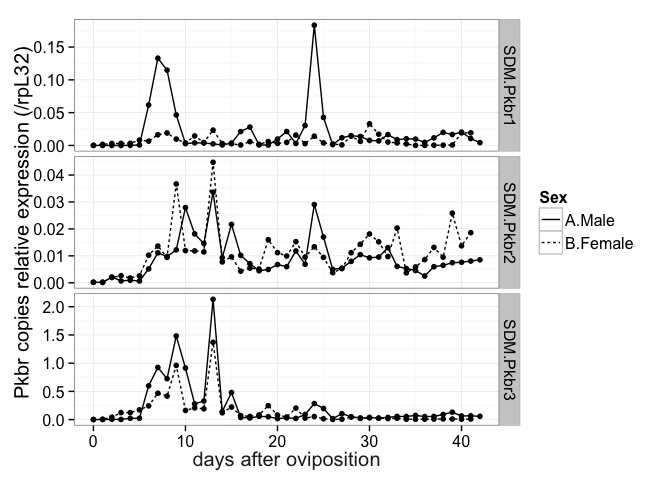 Pkbr copies relative expression (/rpL32)
0.15
0.10
0.05
0.00
SDM.Pkbr1
0.04
0.03
0.02
0.01
0.00
SDM.Pkbr2
2.0
1.5
1.0
0.5
0.0
SDM.Pkbr3
0 10 20 30 40
days after oviposition
Sex
A.Male
B.Female